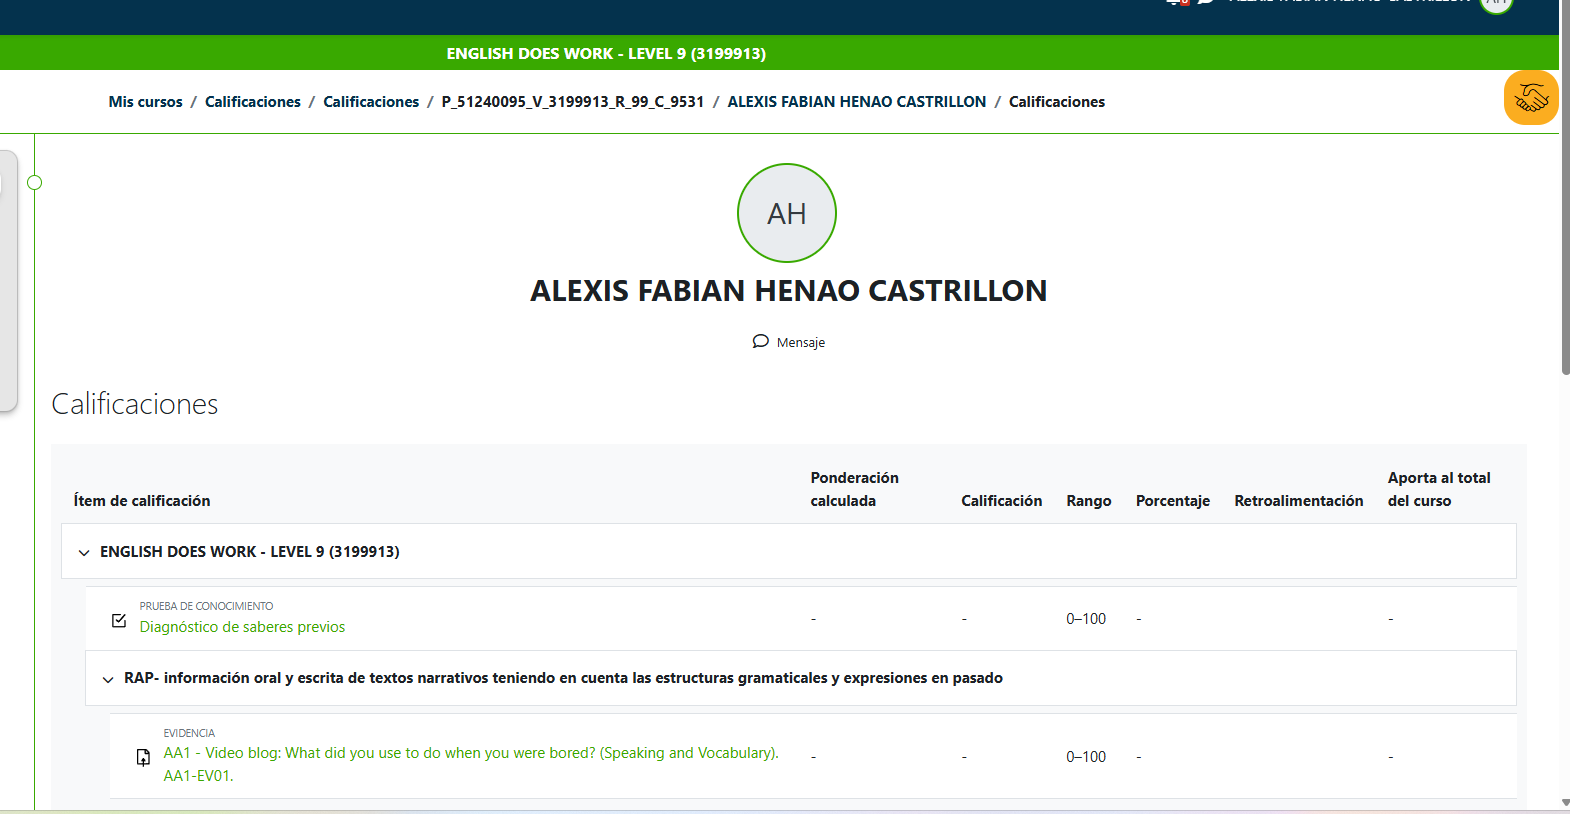 ENGLISH DOES WORK - LEVEL 9 (3199913)
Mis cursos / Calificaciones / Calificaciones / P_51240095_V_3199913_R_99_C_9531 / ALEXIS FABIAN HENAO CASTRILLON / Calificaciones
AH
ALEXIS FABIAN HENAO CASTRILLON
Mensaje
Calificaciones
Ítem de calificación
Ponderación
calculada
Calificación
Rango
Porcentaje
Retroalimentación
Aporta al total
del curso
ENGLISH DOES WORK - LEVEL 9 (3199913)
PRUEBA DE CONOCIMIENTO
Diagnóstico de saberes previos
- - 0–100 - -
RAP- información oral y escrita de textos narrativos teniendo en cuenta las estructuras gramaticales y expresiones en pasado
EVIDENCIA
AA1 - Video blog: What did you use to do when you were bored? (Speaking and Vocabulary).
AA1-EV01.
- - 0–100 - -